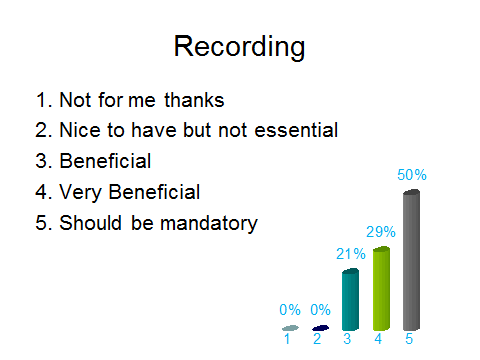 Recording
1. Not for me thanks
2. Nice to have but not essential
3. Beneficial
4. Very Beneficial
5. Should be mandatory
50%
29%
21%
0% 0%
1 2 3 4 5